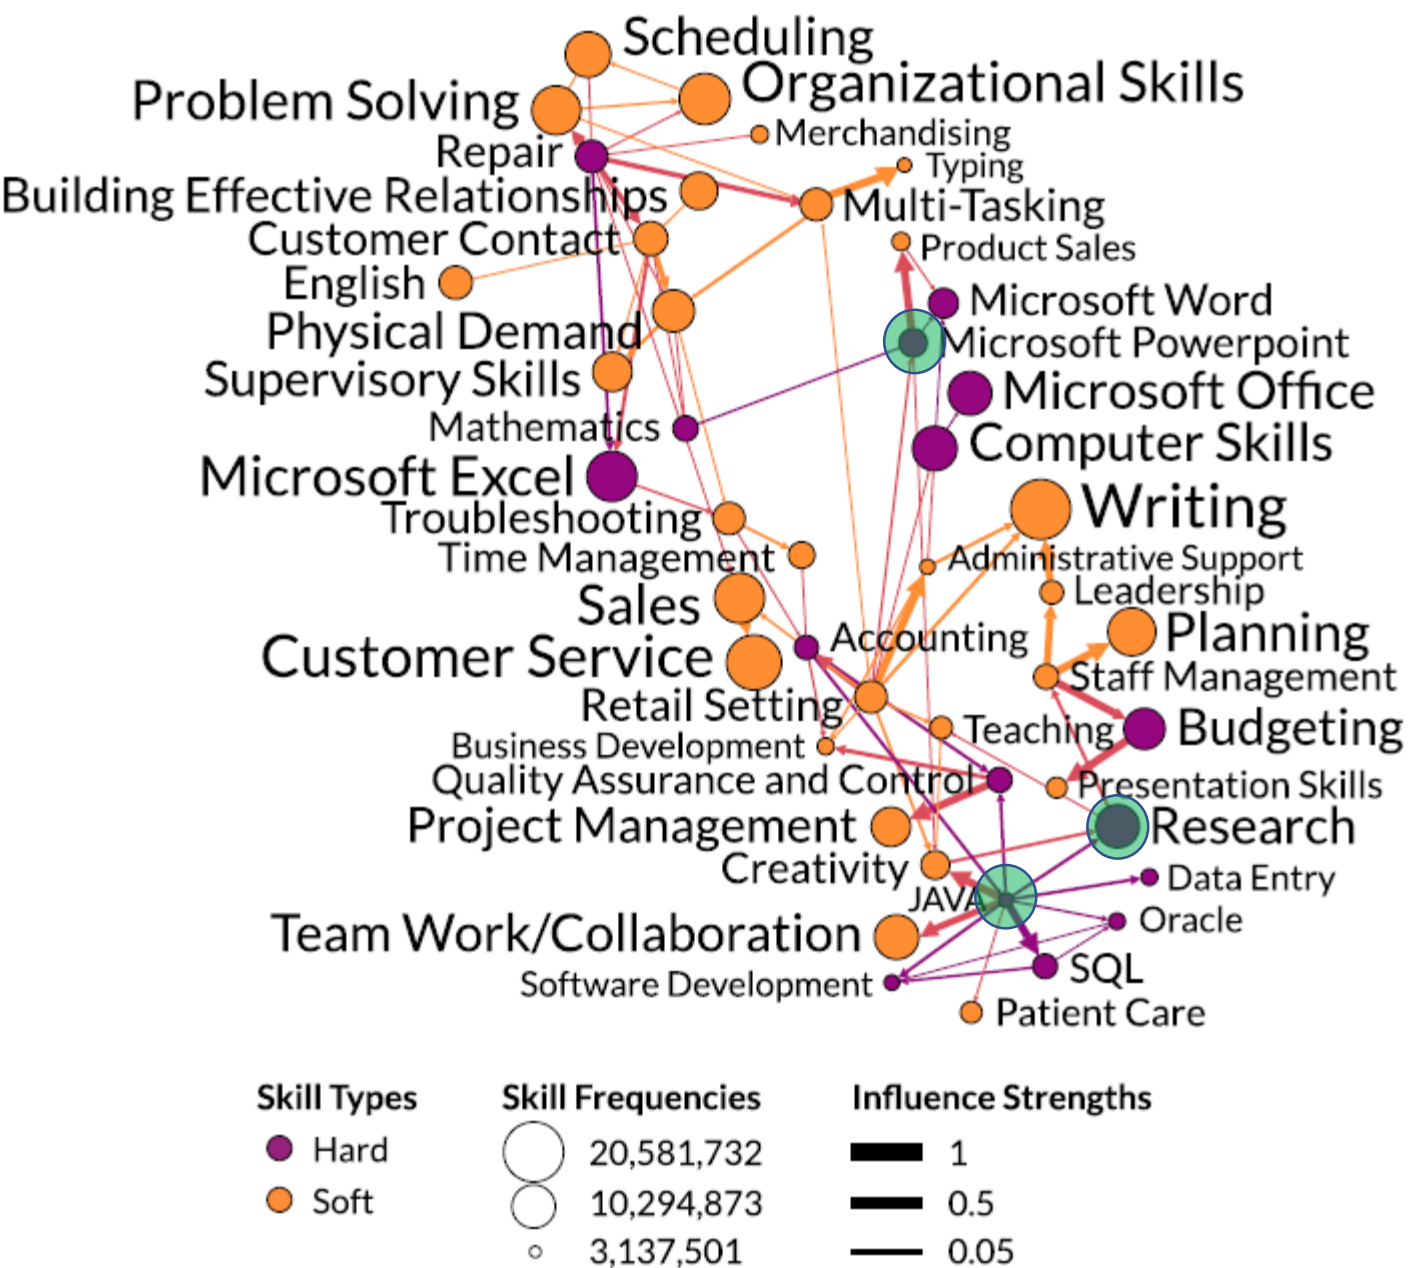 Scheduling
Organizational Skills
Problem Solving
Merchandising
Repair
Typing
Building Effective Relationships
Multi-Tasking
Customer Contact
Product Sales
English
Microsoft Word
Physical Demand
Microsoft Powerpoint
Supervisory Skills
Microsoft Office
Mathematics
Computer Skills
Microsoft Excel
Writing
Troubleshooting
Time Management
Administrative Support
Leadership
Sales
Planning
Accounting
Customer Service
Staff Management
Retail Setting
Teaching
Budgeting
Business Development
Quality Assurance and Control
Presentation Skills
Project Management
Research
Creativity
Data Entry
JAVA
Oracle
Team Work/Collaboration
SQL
Software Development
Patient Care
Skill Types
Hard
Soft
Skill Frequencies
20,581,732
10,294,873
3,137,501
Influence Strengths
1
0.5
0.05